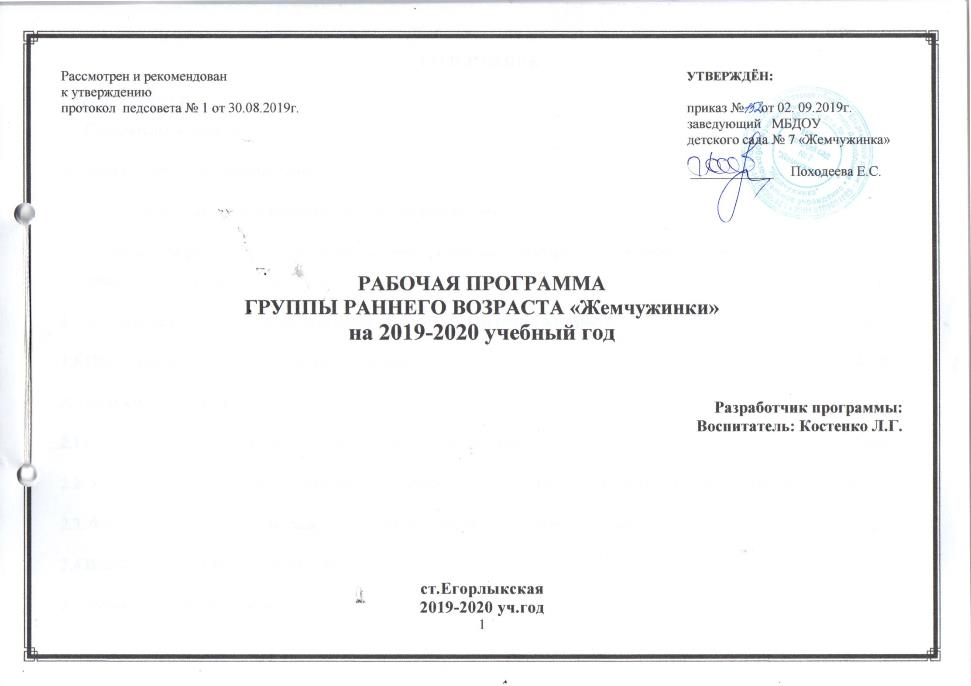 Рассмотрен и рекомендован
к утверждению
протокол педсовета № 1 от 30.08.2019г.
УТВЕРЖДЁН:
приказ № от 02. 09.2019г.
заведующий МБДОУ
детского сада № 7 «Жемчужинка»
Походеева Е.С.
РАБОЧАЯ ПРОГРАММА
ГРУППЫ РАННЕГО ВОЗРАСТА «Жемчужинки»
на 2019-2020 учебный год
Разработчик программы:
Воспитатель: Костенко Л.Г.
ст.Егорлыкская
2019-2020 уч.год
1